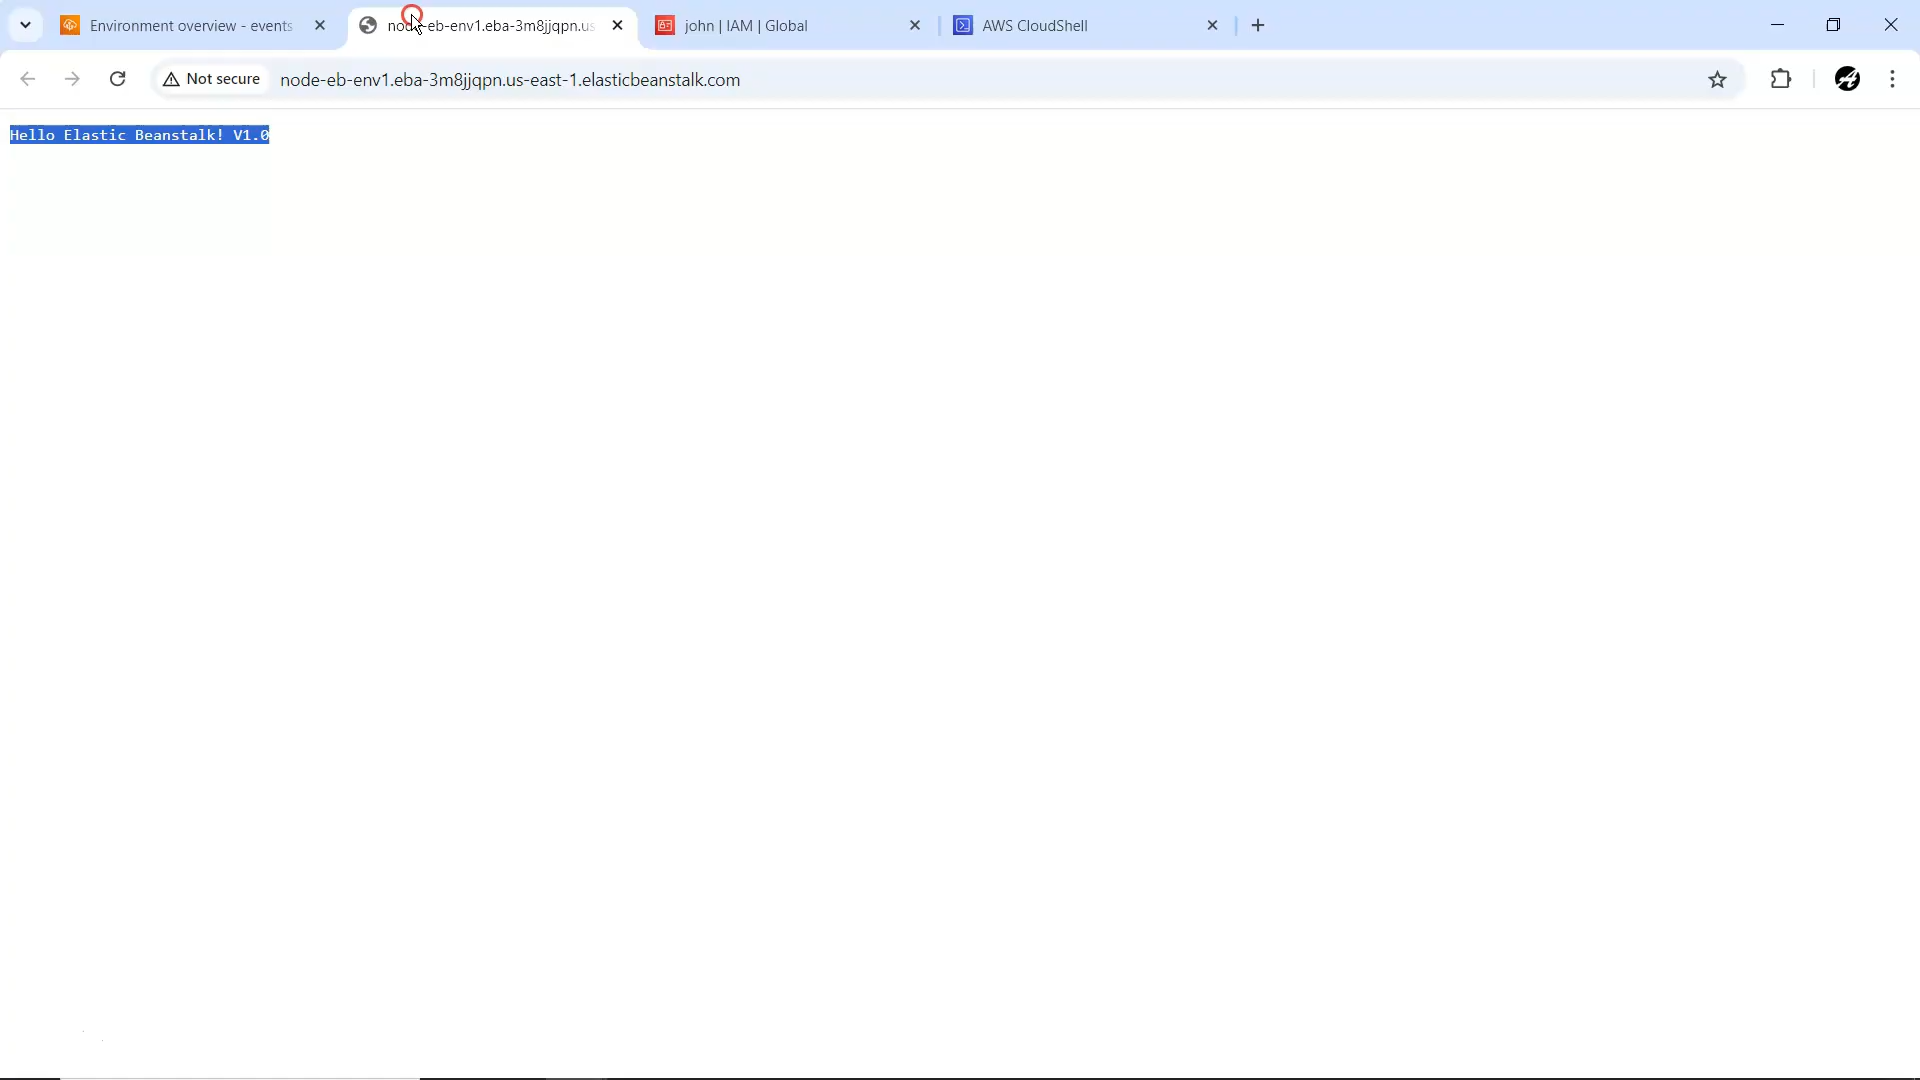 Environment overview - events
node-eb-env1.eba-3m8jjqpn.us
john | IAM | Global
AWS CloudShell
Not secure
node-eb-env1.eba-3m8jjqpn.us-east-1.elasticbeanstalk.com
Hello Elastic Beanstalk! V1.0